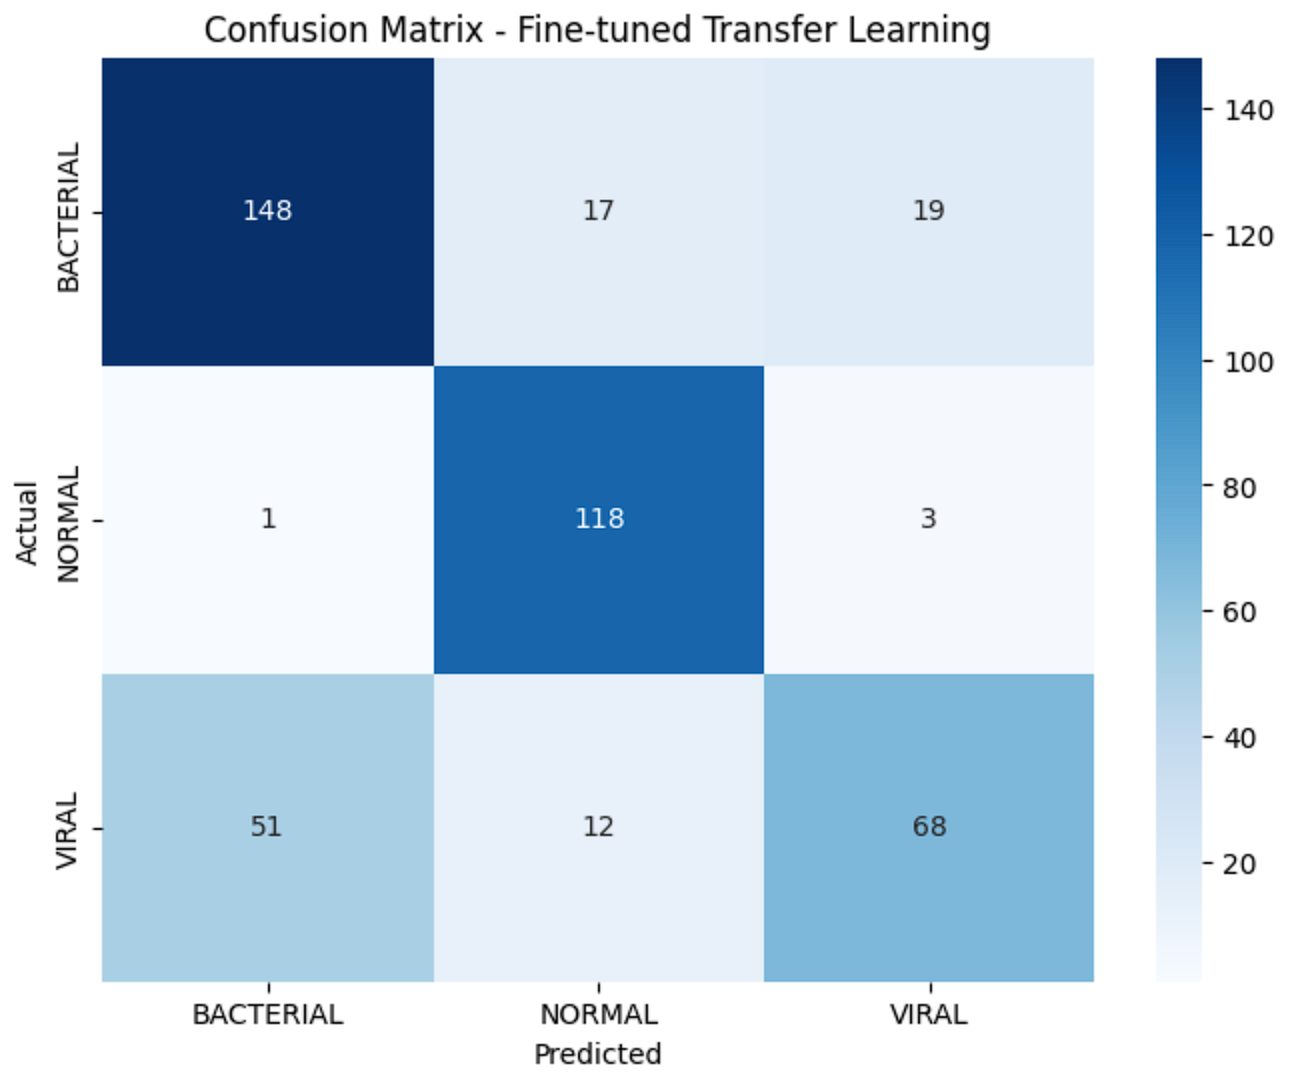 Confusion Matrix - Fine-tuned Transfer Learning
BACTERIAL
148
17
19
140
120
100
Actual
NORMAL
1
118
3
80
60
VIRAL
51
12
68
40
20
BACTERIAL
NORMAL
VIRAL
Predicted